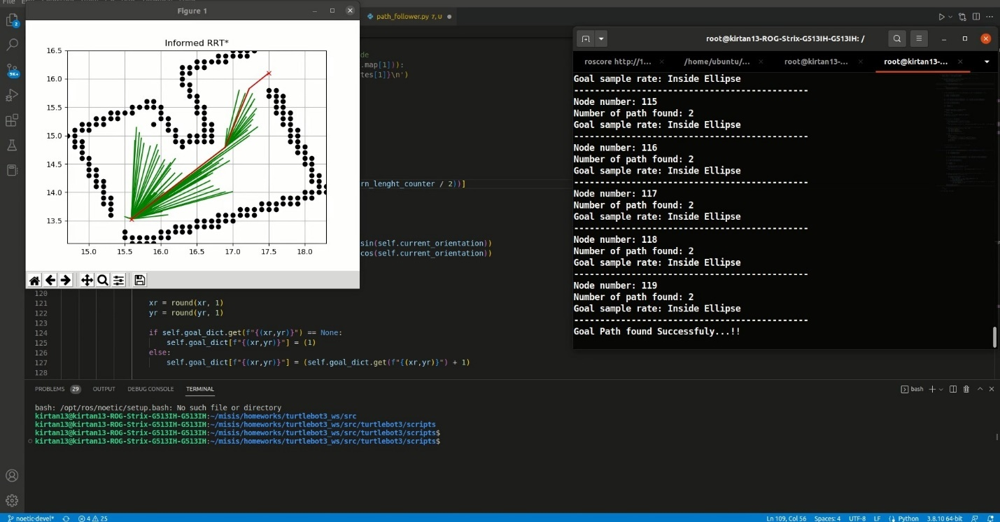 File
Figure 1
path_follower.py 7, U
Informed RRT*
16.5
16.0
15.5
15.0
14.5
14.0
13.5
15.0 15.5 16.0 16.5 17.0 17.5 18.0
2
9K+
de
.map[1])):
tes[1]}\n')
rn_lenght_counter / 2))]
sin(self.current_orientation))
cos(self.current_orientation))
120
121 xr = round(xr, 1)
122 yr = round(yr, 1)
123
124 if self.goal_dict.get(f"{(xr,yr)}") == None:
125 self.goal_dict[f"{(xr,yr)}"] = (1)
126 else:
127 self.goal_dict[f"{(xr,yr)}"] = (self.goal_dict.get(f"{(xr,yr)}") + 1)
128
root@kirtan13-ROG-Strix-G513IH-G513IH: /
roscore http://1... /home/ubuntu/... root@kirtan13-... root@kirtan13-...
Goal sample rate: Inside Ellipse
-------------------------------------------
Node number: 115
Number of path found: 2
Goal sample rate: Inside Ellipse
-------------------------------------------
Node number: 116
Number of path found: 2
Goal sample rate: Inside Ellipse
-------------------------------------------
Node number: 117
Number of path found: 2
Goal sample rate: Inside Ellipse
-------------------------------------------
Node number: 118
Number of path found: 2
Goal sample rate: Inside Ellipse
-------------------------------------------
Node number: 119
Number of path found: 2
Goal sample rate: Inside Ellipse
-------------------------------------------
Goal Path found Successfuly...!!
PROBLEMS 29 OUTPUT DEBUG CONSOLE TERMINAL
bash
bash: /opt/ros/noetic/setup.bash: No such file or directory
kirtan13@kirtan13-ROG-Strix-G513IH-G513IH:~/misis/homeworks/turtlebot3_ws/src
kirtan13@kirtan13-ROG-Strix-G513IH-G513IH:~/misis/homeworks/turtlebot3_ws/src/turtlebot3/scripts
kirtan13@kirtan13-ROG-Strix-G513IH-G513IH:~/misis/homeworks/turtlebot3_ws/src/turtlebot3/scripts$
kirtan13@kirtan13-ROG-Strix-G513IH-G513IH:~/misis/homeworks/turtlebot3_ws/src/turtlebot3/scripts$
noetic-devel* 4 25
Ln 109, Col 56 Spaces: 4 UTF-8 LF Python 3.8.10 64-bit